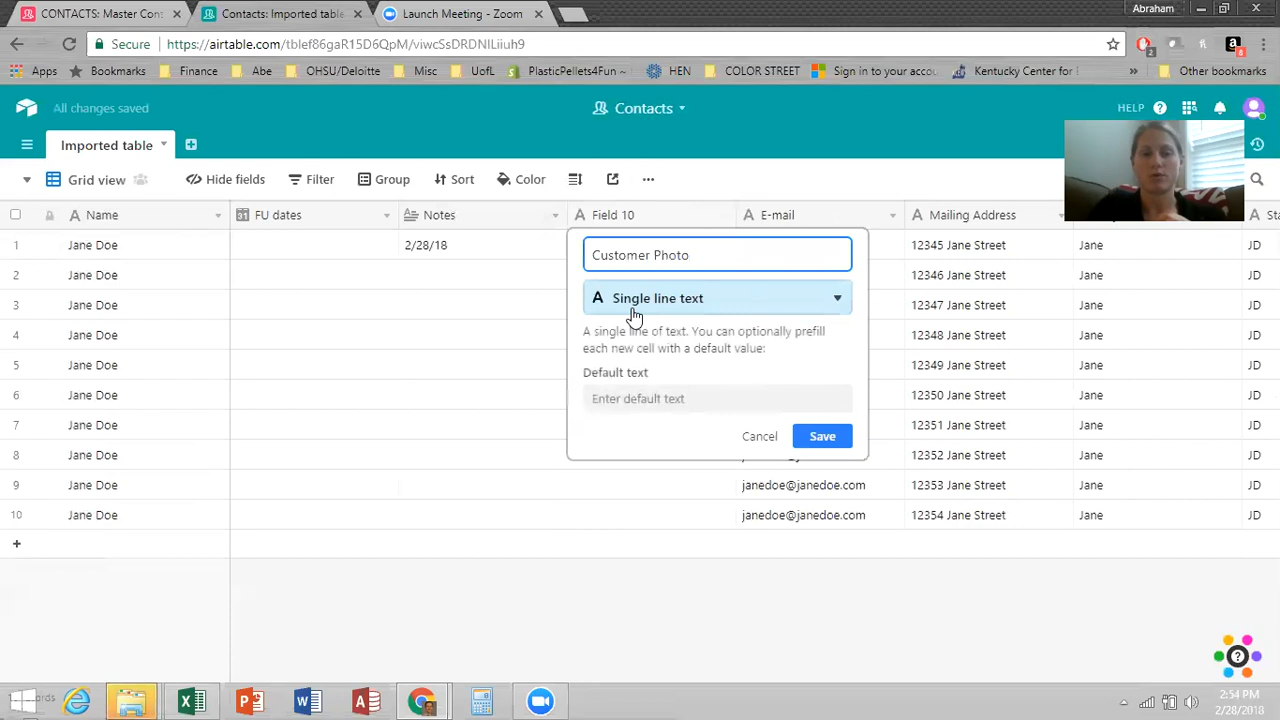 CONTACTS: Master Cont
Contacts: Imported table
Launch Meeting - Zoom
Abraham
Secure
https://airtable.com/tblef86gaR15D6QpM/viwcSsDRDNILiiuh9
2
8
Apps
Bookmarks
Finance
Abe
OHSU/Deloitte
Misc
UofL
PlasticPellets4Fun ~
HEN
COLOR STREET
Sign in to your accou
Kentucky Center for I
Other bookmarks
All changes saved
Contacts
HELP
Imported table
Grid view
Hide fields
Filter
Group
Sort
Color
Name
FU dates
Notes
Field 10
E-mail
Mailing Address
Sta
1 Jane Doe 2/28/18 12345 Jane Street Jane JD
2 Jane Doe 12346 Jane Street Jane JD
3 Jane Doe 12347 Jane Street Jane JD
4 Jane Doe 12348 Jane Street Jane JD
5 Jane Doe 12349 Jane Street Jane JD
6 Jane Doe 12350 Jane Street Jane JD
7 Jane Doe 12351 Jane Street Jane JD
8 Jane Doe 12352 Jane Street Jane JD
9 Jane Doe janedoe@janedoe.com 12353 Jane Street Jane JD
10 Jane Doe janedoe@janedoe.com 12354 Jane Street Jane JD
Customer Photo
Single line text
A single line of text. You can optionally prefill
each new cell with a default value:
Default text
Enter default text
Cancel
Save
2:54 PM
2/28/2018